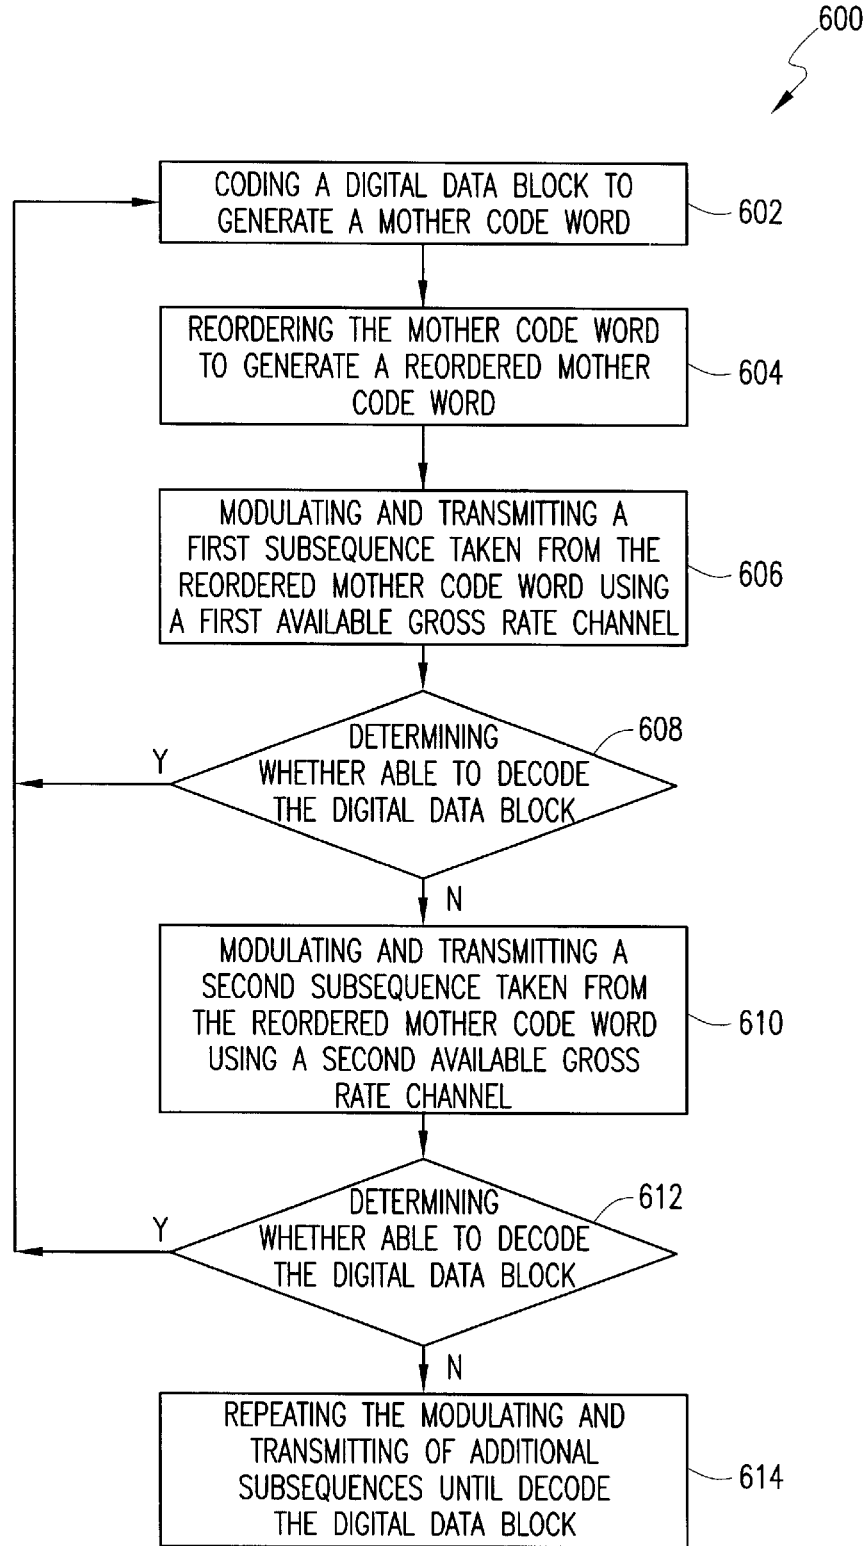 600
CODING A DIGITAL DATA BLOCK TO
GENERATE A MOTHER CODE WORD
602
REORDERING THE MOTHER CODE WORD
TO GENERATE A REORDERED MOTHER
CODE WORD
604
MODULATING AND TRANSMITTING A
FIRST SUBSEQUENCE TAKEN FROM THE
REORDERED MOTHER CODE WORD USING
A FIRST AVAILABLE GROSS RATE CHANNEL
606
DETERMINING
WHETHER ABLE TO DECODE
THE DIGITAL DATA BLOCK
608
Y
N
MODULATING AND TRANSMITTING A
SECOND SUBSEQUENCE TAKEN FROM
THE REORDERED MOTHER CODE WORD
USING A SECOND AVAILABLE GROSS
RATE CHANNEL
610
DETERMINING
WHETHER ABLE TO DECODE
THE DIGITAL DATA BLOCK
612
Y
N
REPEATING THE MODULATING AND
TRANSMITTING OF ADDITIONAL
SUBSEQUENCES UNTIL DECODE
THE DIGITAL DATA BLOCK
614